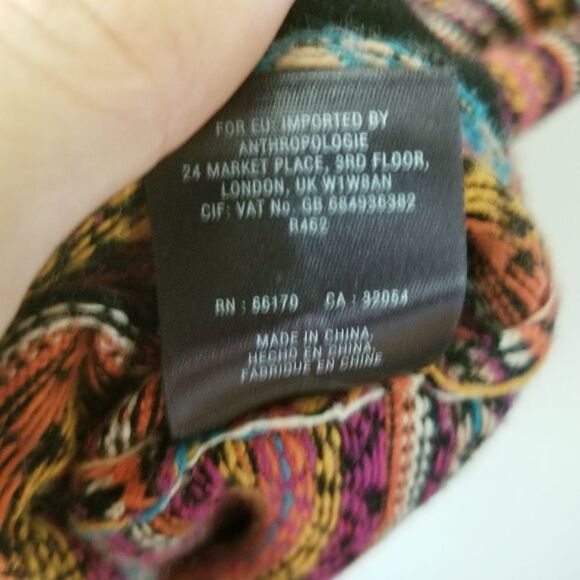 FOR EU: IMPORTED BY
ANTHROPOLOGIE
24 MARKET PLACE, 3RD FLOOR,
LONDON, UK W1W8AN
CIF: VAT No. GB 684936382
R462
RN : 66170 CA : 32054
MADE IN CHINA
HECHO EN CHINA
FABRIQUE EN CHINE